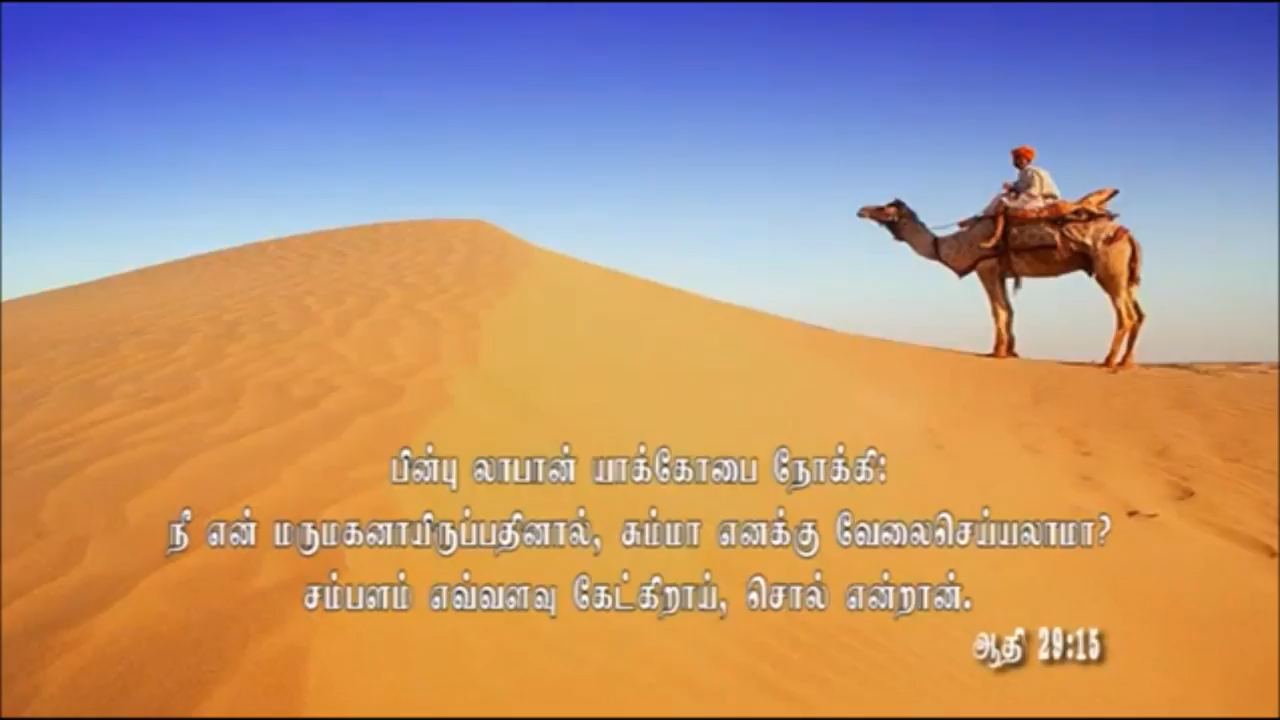 பின்பு லாபான் யாக்கோபை நோக்கி:
நீ என் மருமகனாயிருப்பதினால், சும்மா எனக்கு வேலைசெய்யலாமா?
சம்பளம் எவ்வளவு கேட்கிறாய், சொல் என்றான்.
ஆதி 29:15